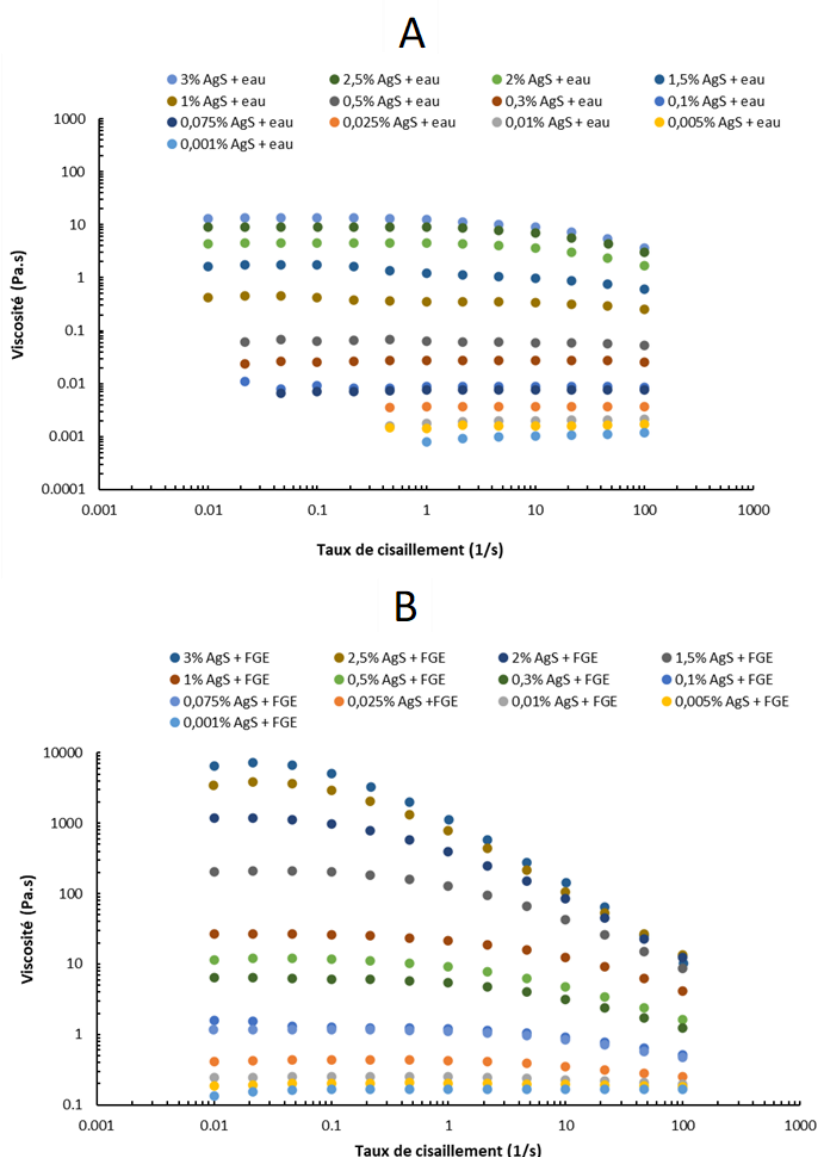 A
3% AgS + eau 2,5% AgS + eau 2% AgS + eau 1,5% AgS + eau
1% AgS + eau 0,5% AgS + eau 0,3% AgS + eau 0,1% AgS + eau
0,075% AgS + eau 0,025% AgS + eau 0,01% AgS + eau 0,005% AgS + eau
0,001% AgS + eau
1000
100
10
1
0.1
0.01
0.001
0.0001
Viscosité (Pa.s)
0.001 0.01 0.1 1 10 100 1000
Taux de cisaillement (1/s)
B
3% AgS + FGE 2,5% AgS + FGE 2% AgS + FGE 1,5% AgS + FGE
1% AgS + FGE 0,5% AgS + FGE 0,3% AgS + FGE 0,1% AgS + FGE
0,075% AgS + FGE 0,025% AgS +FGE 0,01% AgS + FGE 0,005% AgS +FGE
0,001% AgS + FGE
10000
1000
100
10
1
0.1
Viscosité (Pa.s)
0.001 0.01 0.1 1 10 100 1000
Taux de cisaillement (1/s)